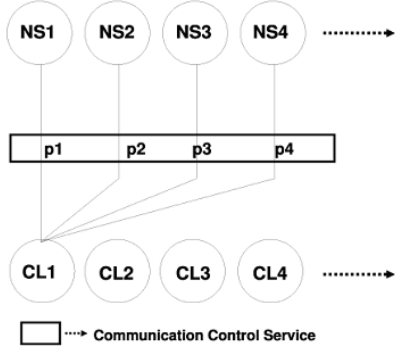 NS1 NS2 NS3 NS4
p1 p2 p3 p4
CL1 CL2 CL3 CL4
Communication Control Service